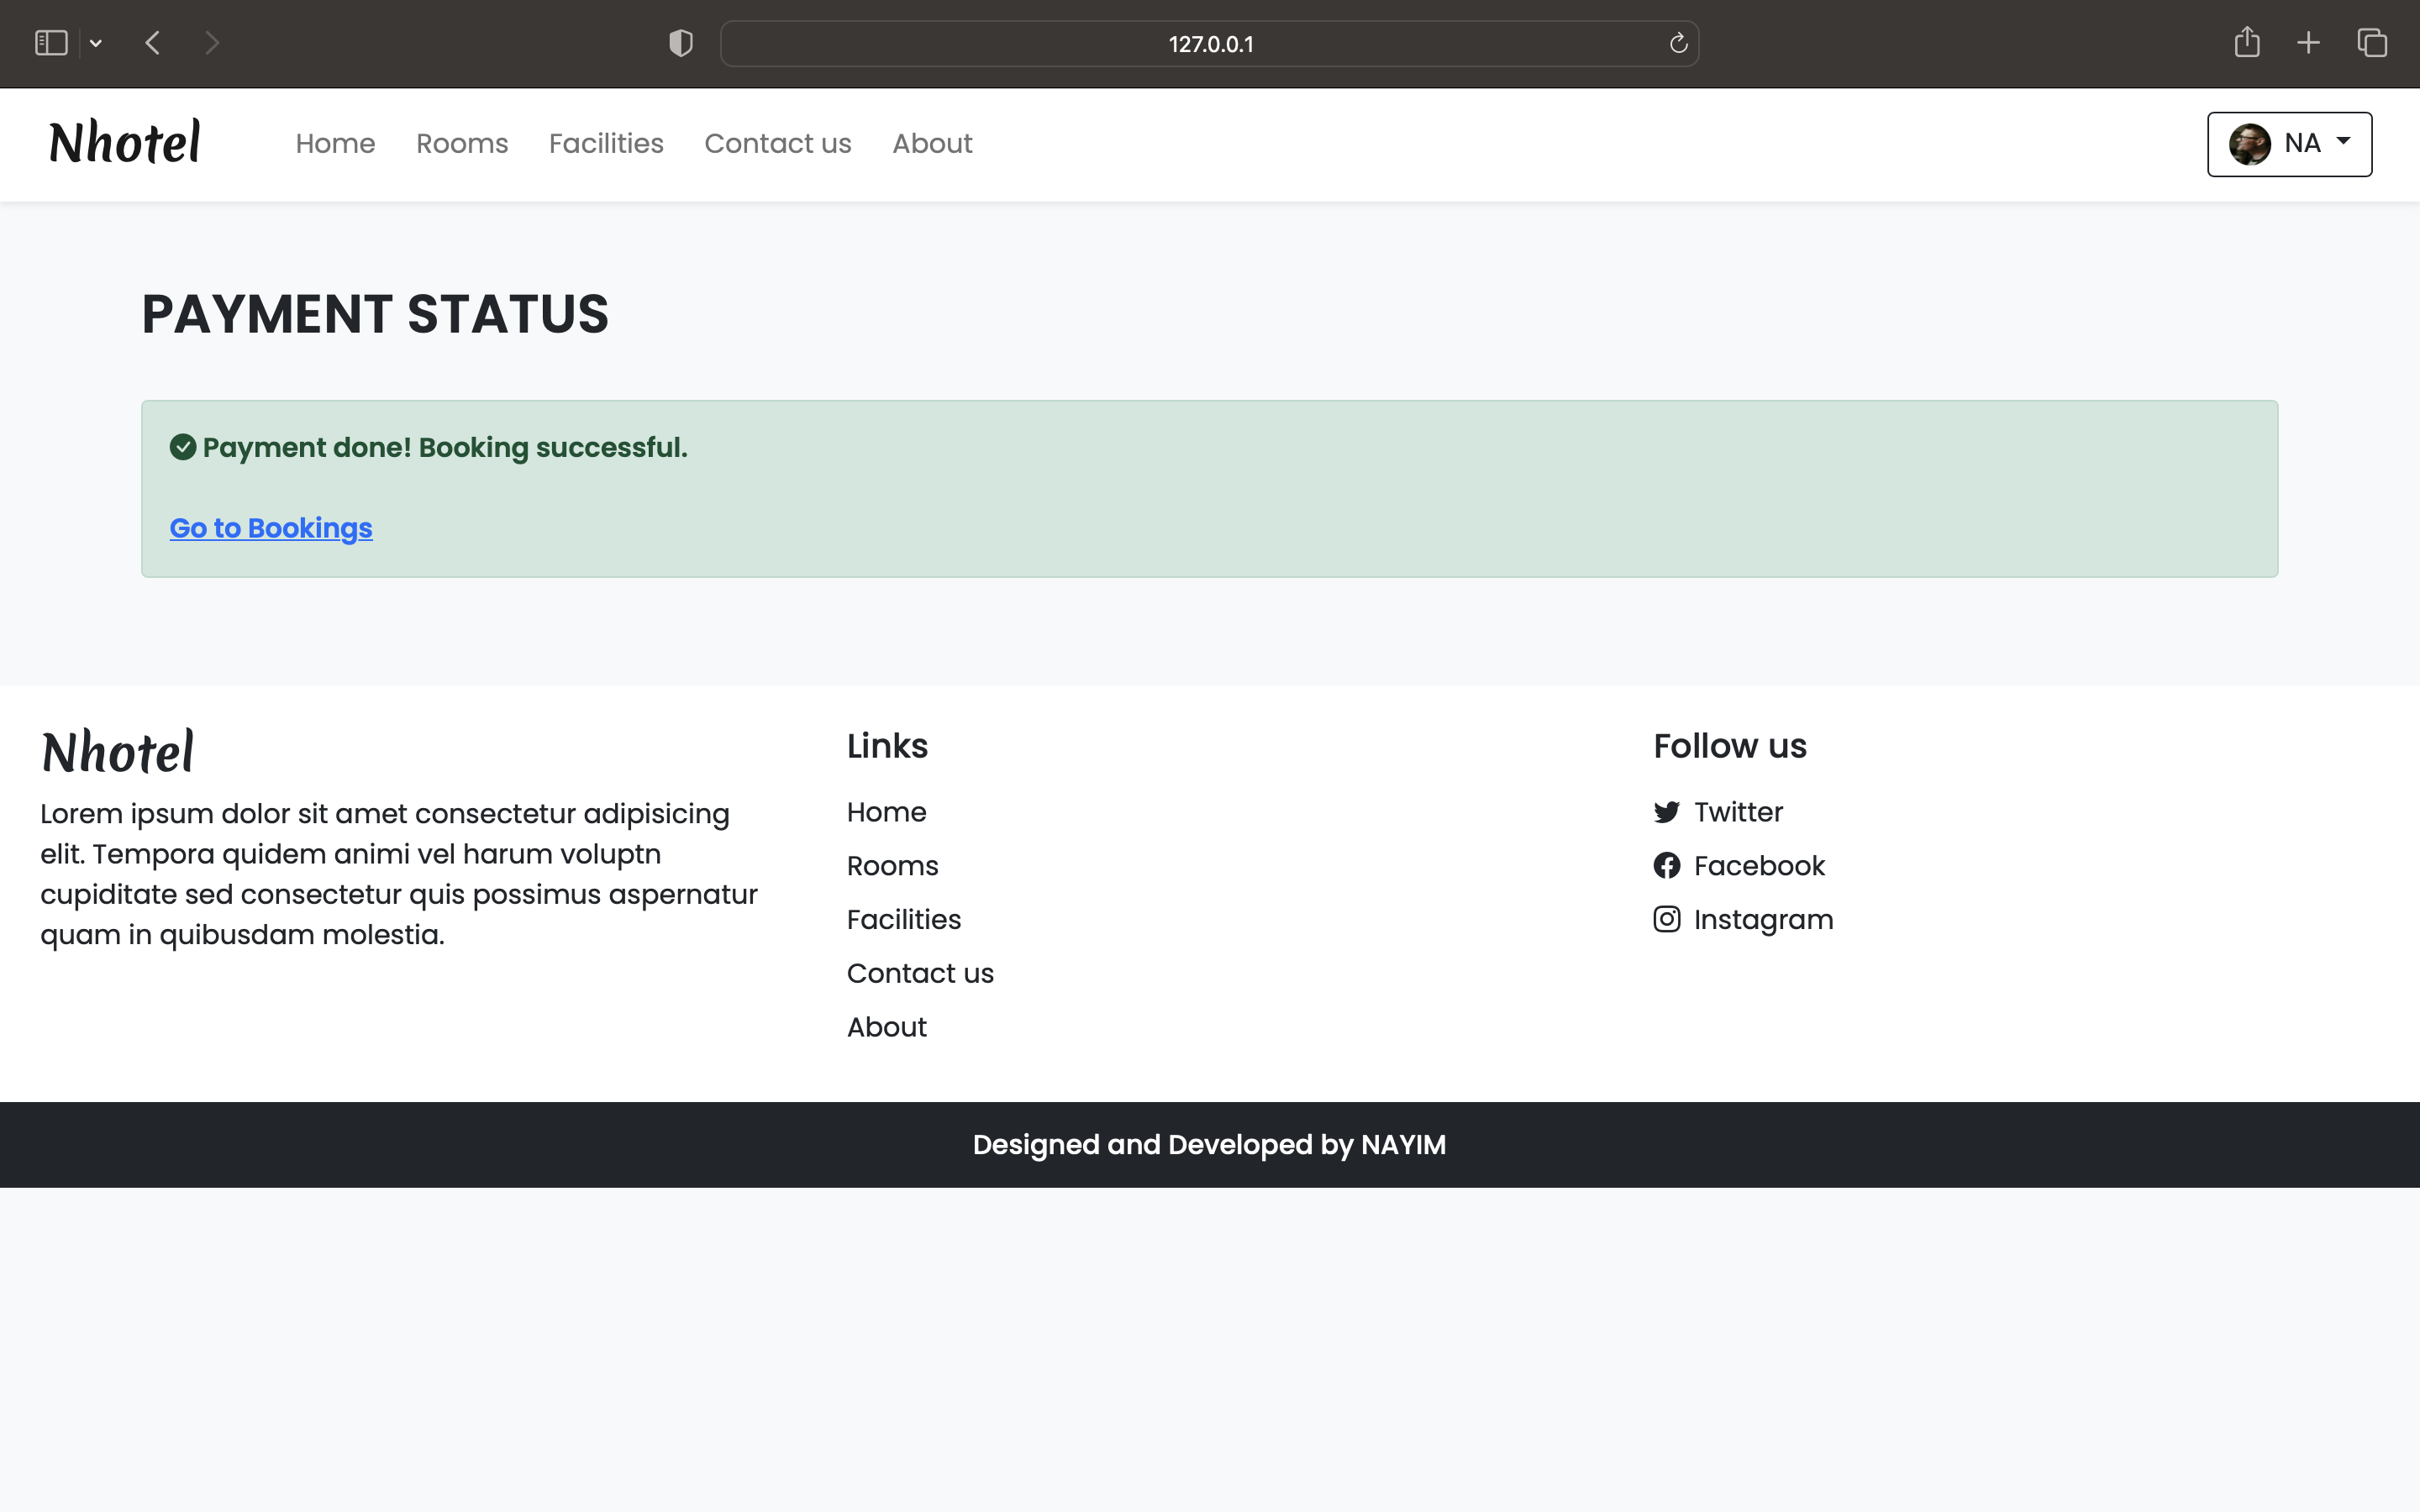 127.0.0.1
Nhotel
Home
Rooms
Facilities
Contact us
About
NA
PAYMENT STATUS
Payment done! Booking successful.
Go to Bookings
Nhotel
Lorem ipsum dolor sit amet consectetur adipisicing
elit. Tempora quidem animi vel harum voluptn
cupiditate sed consectetur quis possimus aspernatur
quam in quibusdam molestia.
Links
Home
Rooms
Facilities
Contact us
About
Follow us
Twitter
Facebook
Instagram
Designed and Developed by NAYIM